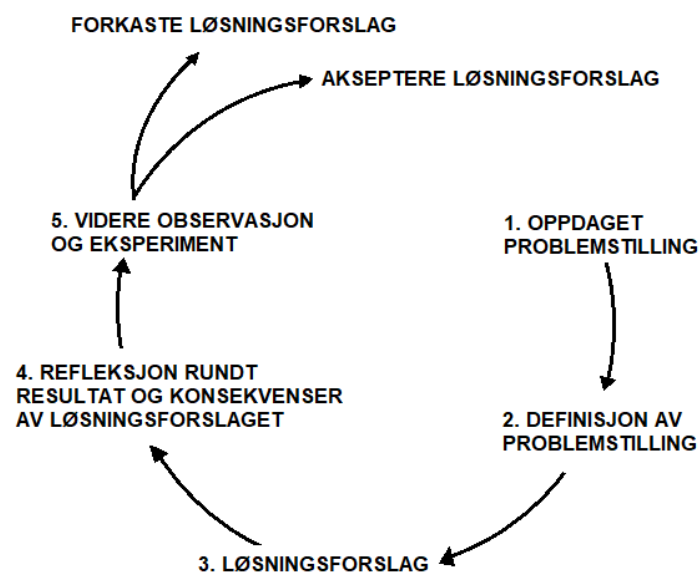 FORKASTE LØSNINGSFORSLAG
AKSEPTERE LØSNINGSFORSLAG
5. VIDERE OBSERVASJON
OG EKSPERIMENT
1. OPPDAGET
PROBLEMSTILLING
4. REFLEKSJON RUNDT
RESULTAT OG KONSEKVENSER
AV LØSNINGSFORSLAGET
2. DEFINISJON AV
PROBLEMSTILLING
3. LØSNINGSFORSLAG